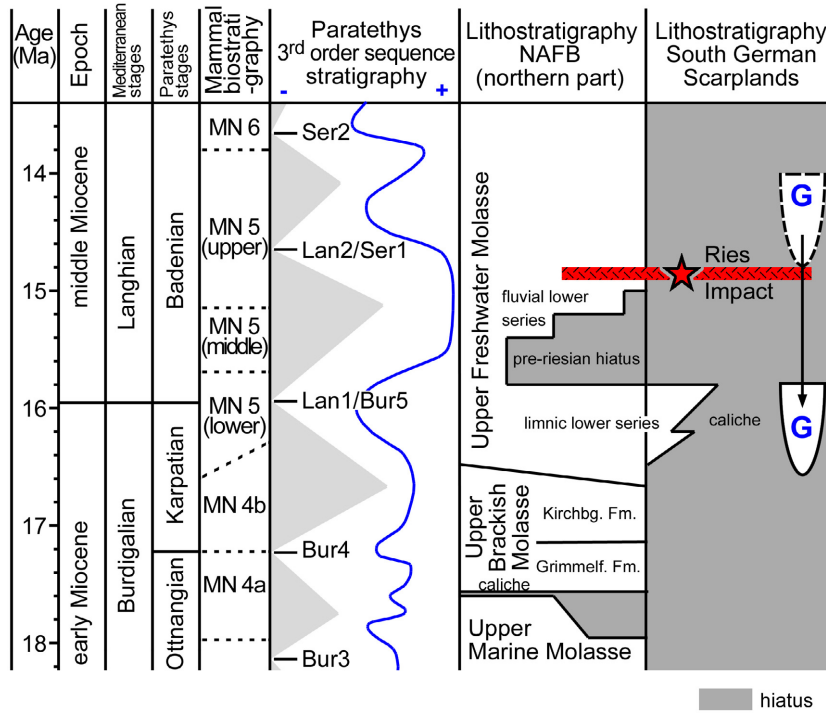 Age
(Ma)
Epoch
Mediterranean
stages
Paratethys
stages
Mammal
biostrati
-graphy
Paratethys
3rd order sequence
stratigraphy
- +
Lithostratigraphy
NAFB
(northern part)
Lithostratigraphy
South German
Scarplands
14
15
16
17
18
middle Miocene
early Miocene
Langhian
Burdigalian
Badenian
Karpatian
Ottnangian
MN 6
MN 5
(upper)
MN 5
(middle)
MN 5
(lower)
MN 4b
MN 4a
Ser2
Lan2/Ser1
Lan1/Bur5
Bur4
Bur3
Upper Freshwater Molasse
fluvial lower
series
pre-riesian hiatus
limnic lower series
Upper
Brackish
Molasse
Kirchbg. Fm.
Grimmelf. Fm.
caliche
Upper
Marine Molasse
Ries
Impact
caliche
G
G
hiatus